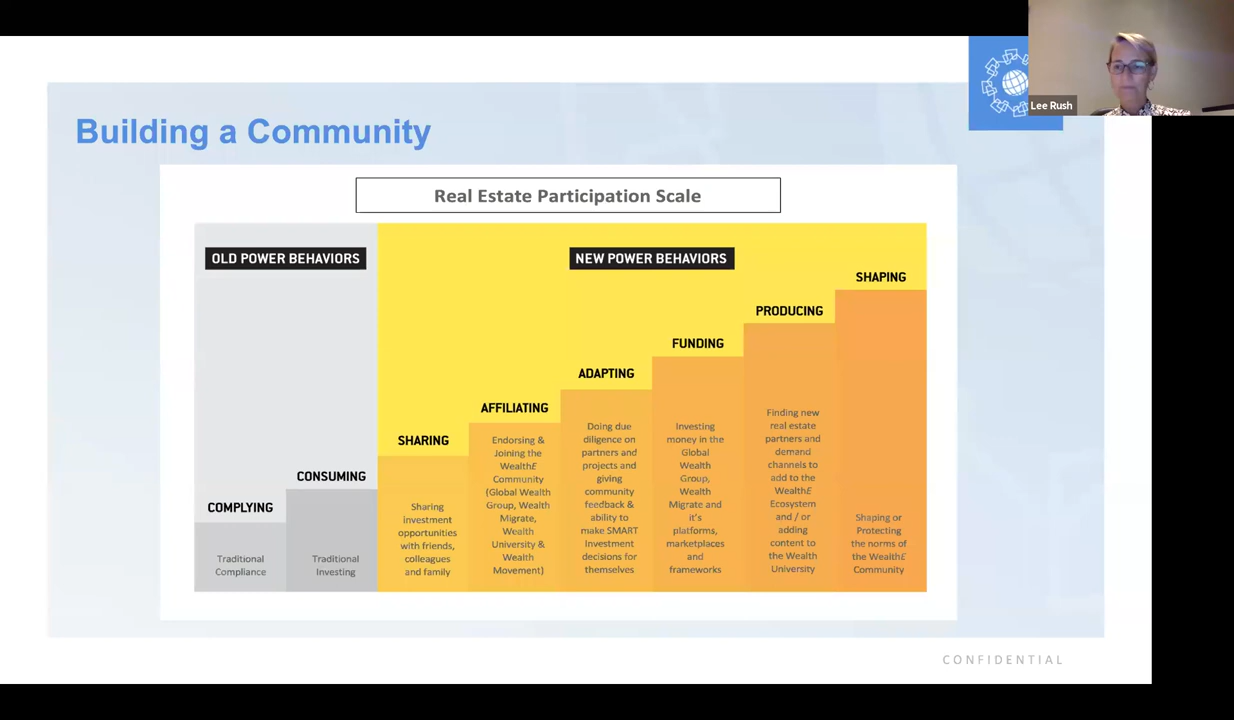 Lee Rush
Building a Community
Real Estate Participation Scale
OLD POWER BEHAVIORS
NEW POWER BEHAVIORS
COMPLYING
Traditional
Compliance
CONSUMING
Traditional
Investing
SHARING
Sharing
investment
opportunities
with friends,
colleagues
and family
AFFILIATING
Endorsing &
Joining the
WealthE
Community
(Global Wealth
Group, Wealth
Migrate,
Wealth
University &
Wealth
Movement)
ADAPTING
Doing due
diligence on
partners and
projects and
giving
community
feedback &
ability to
make SMART
Investment
decisions for
themselves
FUNDING
Investing
money in the
Global
Wealth
Group,
Wealth
Migrate and
it's
platforms,
marketplaces
and
frameworks
PRODUCING
Finding new
real estate
partners and
demand
channels to
add to the
WealthE
Ecosystem
and / or
adding
content to
the Wealth
University
SHAPING
Shaping or
Protecting
the norms of
the WealthE
Community
CONFIDENTIAL